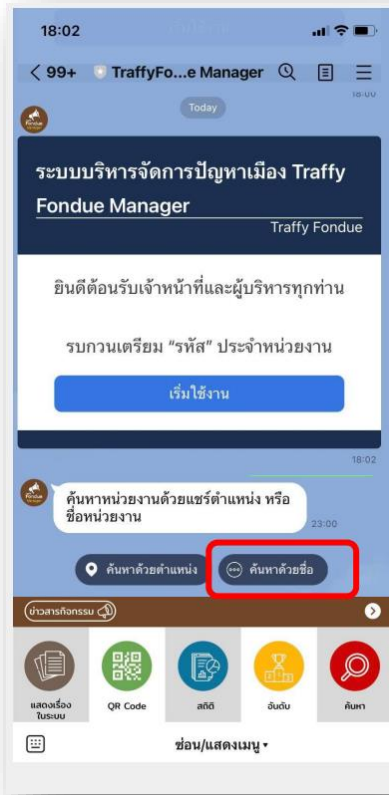 18:02
99+ TraffyFo...e Manager
18:00
Today
ระบบบริหารจัดการปัญหาเมือง Traffy
Fondue Manager
Traffy Fondue
ยินดีต้อนรับเจ้าหน้าที่และผู้บริหารทุกท่าน
รบกวนเตรียม “รหัส” ประจำหน่วยงาน
เริ่มใช้งาน
18:02
ค้นหาหน่วยงานด้วยแชร์ตำแหน่ง หรือ
ชื่อหน่วยงาน
23:00
ค้นหาด้วยตำแหน่ง
ค้นหาด้วยชื่อ
ข่าวสารกิจกรรม
แสดงเรื่อง
ในระบบ
QR Code
สถิติ
อันดับ
ค้นหา
ซ่อน/แสดงเมนู